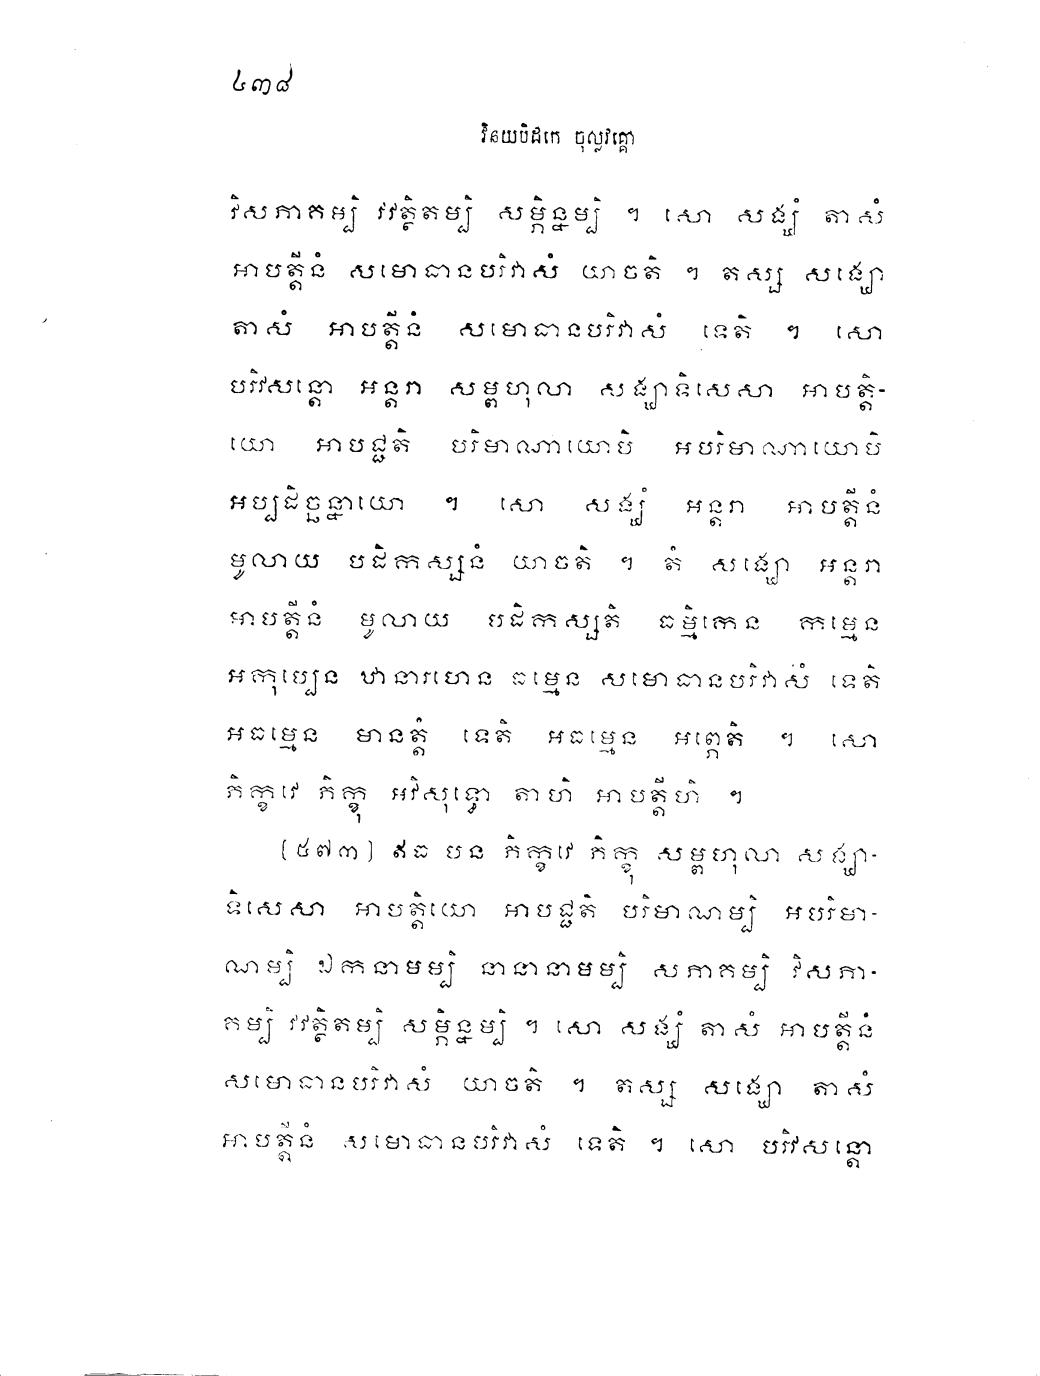 ៤៣៨
វិនយបិដកេ ចុល្លវគ្គោ
វិសភាគម្បិ វវត្ថិតម្បិ សម្ភិន្នម្បិ ។ សោ សង្ឃំ តាសំ
អាបត្តីនំ សមោធានបរិវាសំ យាចតិ ។ តស្ស សង្ឃោ
តាសំ អាបត្តីនំ សមោធានបរិវាសំ ទេតិ ។ សោ
បរិវសន្តោ អន្តរា សម្ពហុលា សង្ឃាទិសេសា អាបត្តិ-
យោ អាបជ្ជតិ បរិមាណាយោបិ អបរិមាណាយោបិ
អប្បដិច្ឆន្នាយោ ។ សោ សង្ឃំ អន្តរា អាបត្តីនំ
មូលាយ បដិកស្សនំ យាចតិ ។ តំ សង្ឃោ អន្តរា
អាបត្តីនំ មូលាយ បដិកស្សតិ ធម្មិកេន កម្មេន
អកុប្បេន ឋានារហេន ធម្មេន សមោធានបរិវាសំ ទេតិ
អធម្មេន មានត្តំ ទេតិ អធម្មេន អព្ភេតិ ។ សោ
ភិក្ខវេ ភិក្ខុ អវិសុទ្ធោ តាហិ អាបត្តីហិ ។
[៥៧៣] ឥធ បន ភិក្ខវេ ភិក្ខុ សម្ពហុលា សង្ឃា-
ទិសេសា អាបត្តិយោ អាបជ្ជតិ បរិមាណម្បិ អបរិមា-
ណម្បិ ឯកនាមម្បិ នានានាមម្បិ សភាគម្បិ វិសភា-
គម្បិ វវត្ថិតម្បិ សម្ភិន្នម្បិ ។ សោ សង្ឃំ តាសំ អាបត្តីនំ
សមោធានបរិវាសំ យាចតិ ។ តស្ស សង្ឃោ តាសំ
អាបត្តីនំ សមោធានបរិវាសំ ទេតិ ។ សោ បរិវសន្តោ